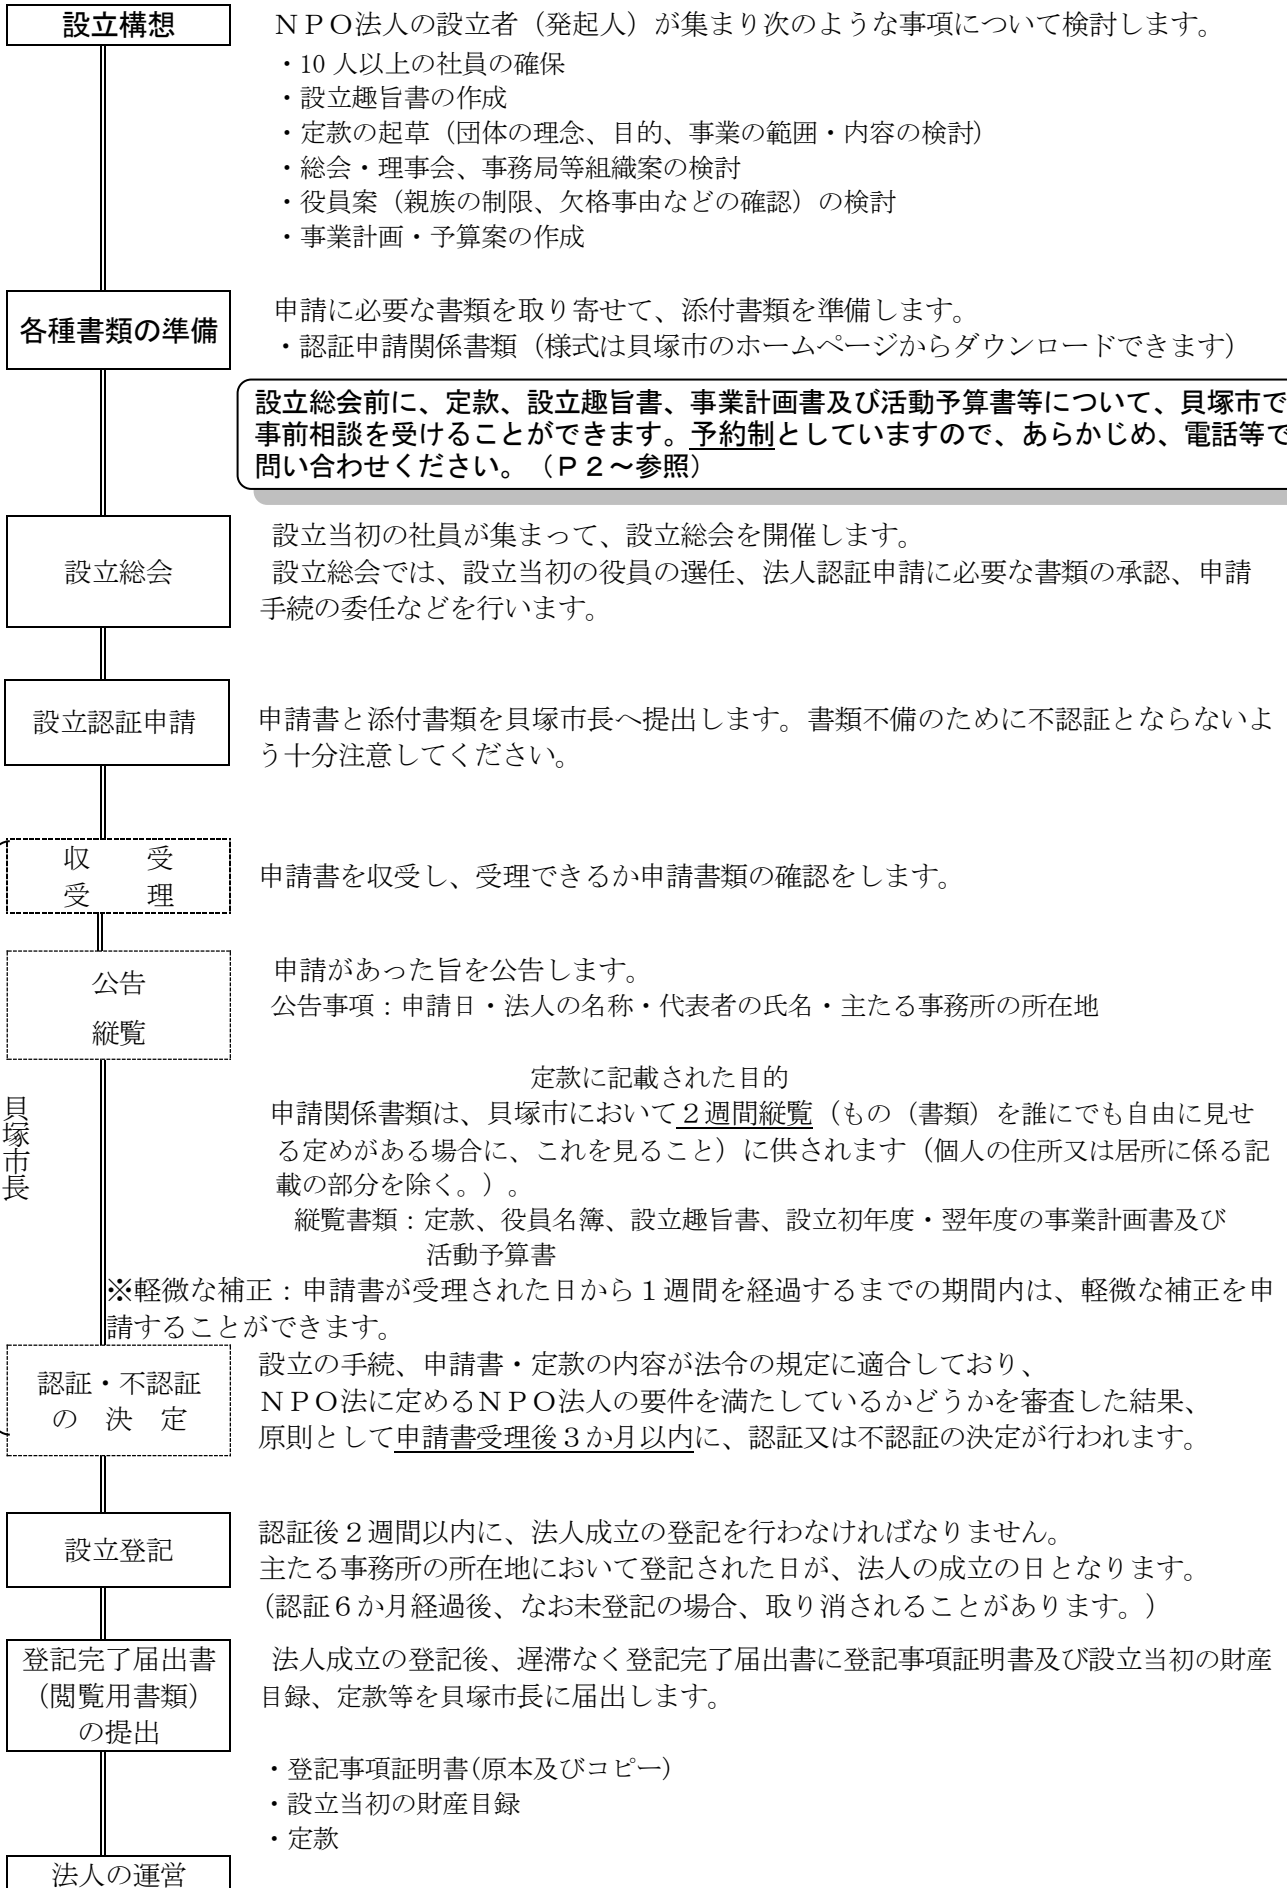 設立構想
ＮＰＯ法人の設立者（発起人）が集まり次のような事項について検討します。
・10 人以上の社員の確保
・設立趣旨書の作成
・定款の起草（団体の理念、目的、事業の範囲・内容の検討）
・総会・理事会、事務局等組織案の検討
・役員案（親族の制限、欠格事由などの確認）の検討
・事業計画・予算案の作成
各種書類の準備
申請に必要な書類を取り寄せて、添付書類を準備します。
・認証申請関係書類（様式は貝塚市のホームページからダウンロードできます）
設立総会前に、定款、設立趣旨書、事業計画書及び活動予算書等について、貝塚市で
事前相談を受けることができます。予約制としていますので、あらかじめ、電話等で
問い合わせください。（Ｐ２～参照）
設立総会
設立当初の社員が集まって、設立総会を開催します。
設立総会では、設立当初の役員の選任、法人認証申請に必要な書類の承認、申請
手続の委任などを行います。
設立認証申請
申請書と添付書類を貝塚市長へ提出します。書類不備のために不認証とならないよ
う十分注意してください。
収　　受
受　　理
申請書を収受し、受理できるか申請書類の確認をします。
公告
縦覧
申請があった旨を公告します。
公告事項：申請日・法人の名称・代表者の氏名・主たる事務所の所在地
定款に記載された目的
貝塚市長
申請関係書類は、貝塚市において２週間縦覧（もの（書類）を誰にでも自由に見せ
る定めがある場合に、これを見ること）に供されます（個人の住所又は居所に係る記
載の部分を除く。）。
縦覧書類：定款、役員名簿、設立趣旨書、設立初年度・翌年度の事業計画書及び
活動予算書
※軽微な補正：申請書が受理された日から１週間を経過するまでの期間内は、軽微な補正を申
請することができます。
認証・不認証
の　決　定
設立の手続、申請書・定款の内容が法令の規定に適合しており、
ＮＰＯ法に定めるＮＰＯ法人の要件を満たしているかどうかを審査した結果、
原則として申請書受理後３か月以内に、認証又は不認証の決定が行われます。
設立登記
認証後２週間以内に、法人成立の登記を行わなければなりません。
主たる事務所の所在地において登記された日が、法人の成立の日となります。
（認証６か月経過後、なお未登記の場合、取り消されることがあります。）
登記完了届出書
（閲覧用書類）
の提出
法人成立の登記後、遅滞なく登記完了届出書に登記事項証明書及び設立当初の財産
目録、定款等を貝塚市長に届出します。
・登記事項証明書(原本及びコピー)
・設立当初の財産目録
・定款
法人の運営